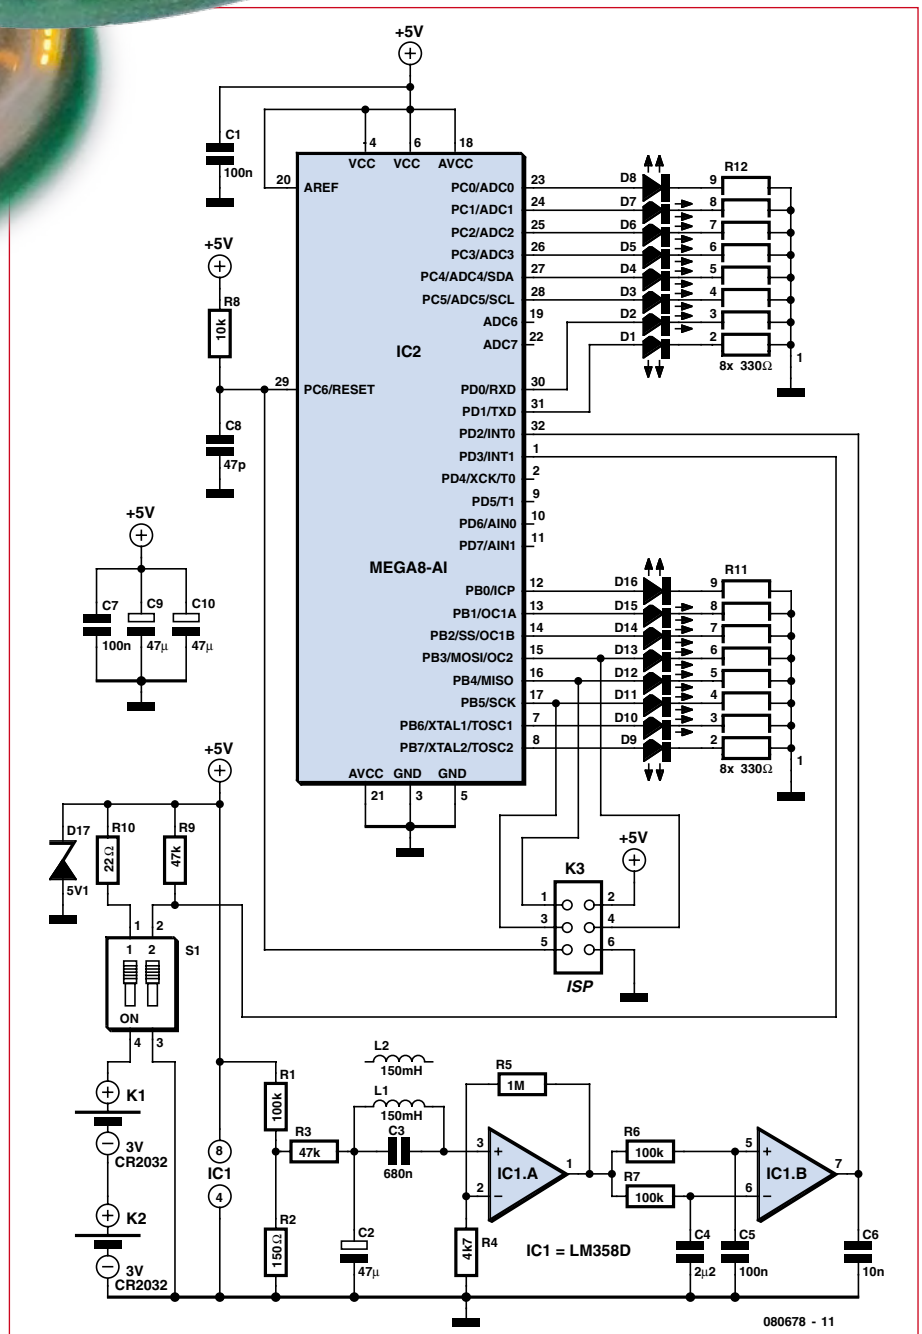 +5V
C1
100n
4
6
18
VCC
VCC
AVCC
20
AREF
PC0/ADC0
23
D8
9
R12
PC1/ADC1
24
D7
8
PC2/ADC2
25
D6
7
PC3/ADC3
26
D5
6
PC4/ADC4/SDA
27
D4
5
PC5/ADC5/SCL
28
D3
4
ADC6
19
D2
3
ADC7
22
D1
2
8x 330Ω
1
IC2
+5V
R8
10k
29
PC6/RESET
C8
47p
PD0/RXD
30
PD1/TXD
31
PD2/INT0
32
PD3/INT1
1
PD4/XCK/T0
2
PD5/T1
9
PD6/AIN0
10
PD7/AIN1
11
MEGA8-AI
PB0/ICP
12
D16
9
R11
PB1/OC1A
13
D15
8
PB2/SS/OC1B
14
D14
7
PB3/MOSI/OC2
15
D13
6
PB4/MISO
16
D12
5
PB5/SCK
17
D11
4
PB6/XTAL1/TOSC1
7
D10
3
PB7/XTAL2/TOSC2
8
D9
2
8x 330Ω
1
AVCC
GND
GND
21
3
5
+5V
C7
100n
C9
47µ
C10
47µ
+5V
D17
5V1
R10
22Ω
R9
47k
1
2
1
2
S1
ON
4
3
K3
+5V
1
2
3
4
5
6
ISP
K1
3V
CR2032
K2
3V
CR2032
8
IC1
4
R1
100k
R2
150Ω
R3
47k
L2
150mH
L1
150mH
C3
680n
C2
47µ
R5
1M
3
+
IC1.A
1
2
−
R4
4k7
IC1 = LM358D
R6
100k
R7
100k
5
+
IC1.B
7
6
−
C4
2µ2
C5
100n
C6
10n
080678 - 11